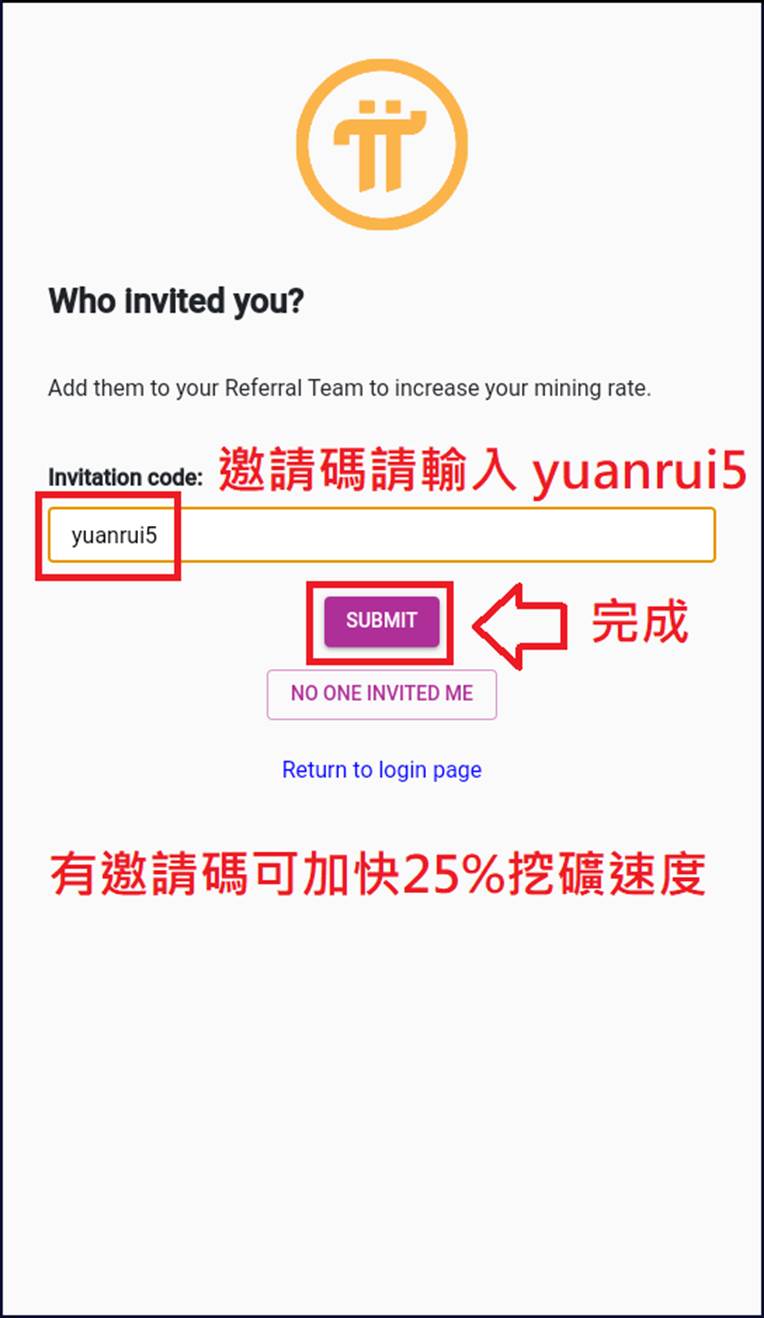 Who invited you?
Add them to your Referral Team to increase your mining rate.
Invitation code: 邀請碼請輸入 yuanrui5
yuanrui5
SUBMIT 完成
NO ONE INVITED ME
Return to login page
有邀請碼可加快25%挖礦速度